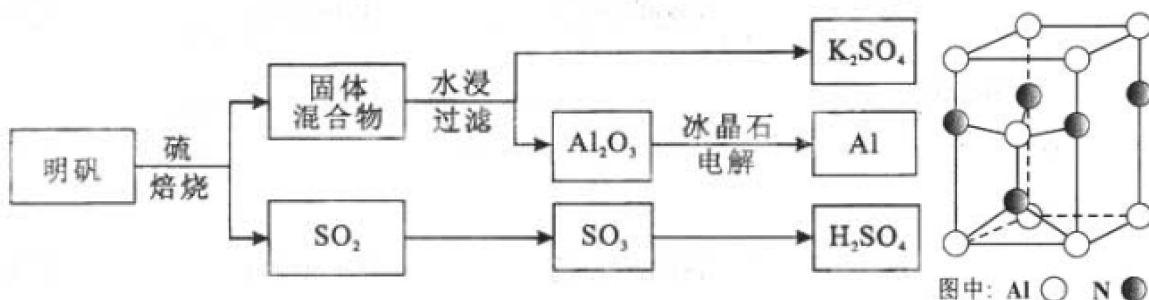 明矾
硫
焙烧
固体
混合物
水浸
过滤
K₂SO₄
Al₂O₃
冰晶石
电解
Al
SO₂
SO₃
H₂SO₄
图中: Al N